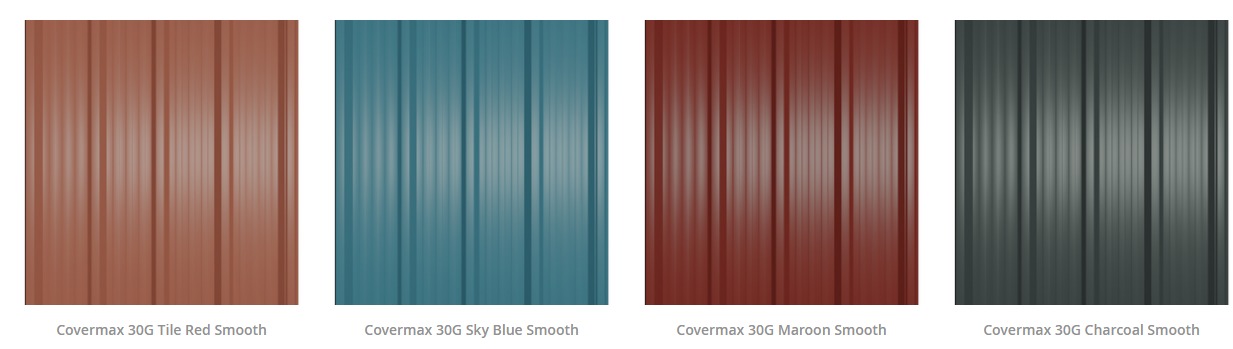 Covermax 30G Tile Red Smooth
Covermax 30G Sky Blue Smooth
Covermax 30G Maroon Smooth
Covermax 30G Charcoal Smooth